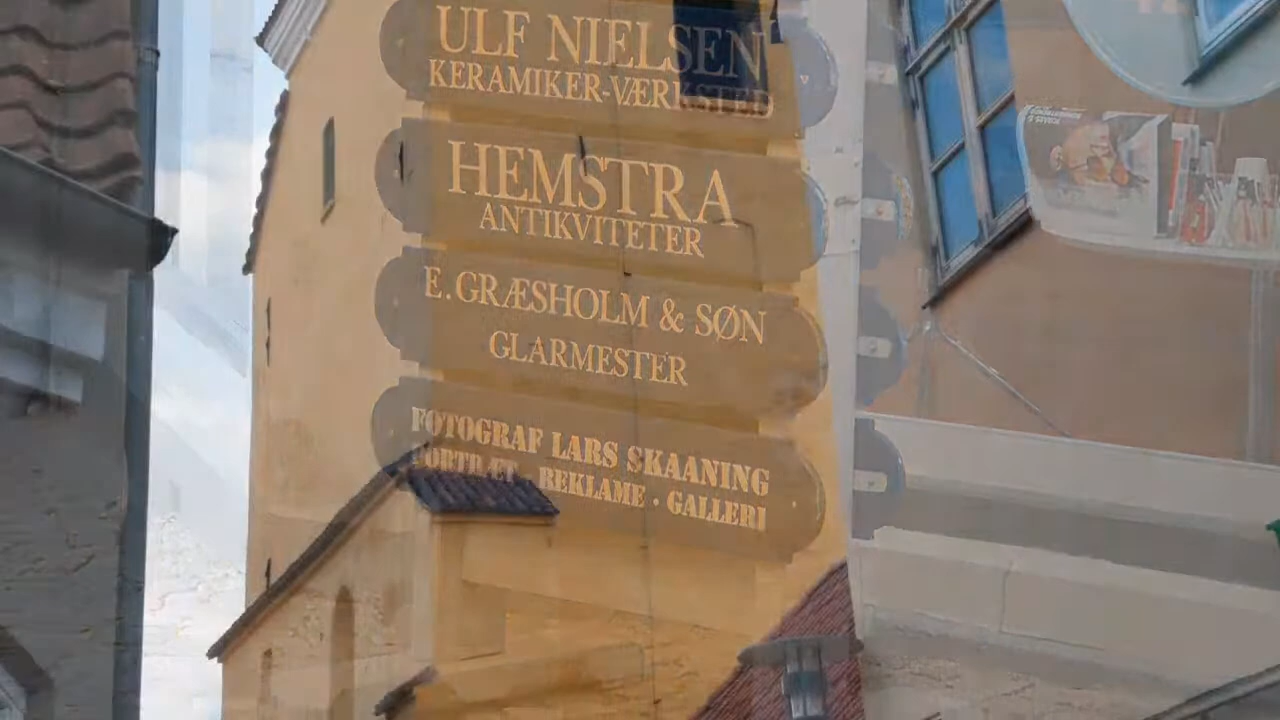 ULF NIELSEN
KERAMIKER-VÆRKSTED
HEMSTRA
ANTIKVITETER
E. GRÆSHOLM & SØN
GLARMESTER
FOTOGRAF LARS SKAANING
PORTRÆT · REKLAME · GALLERI